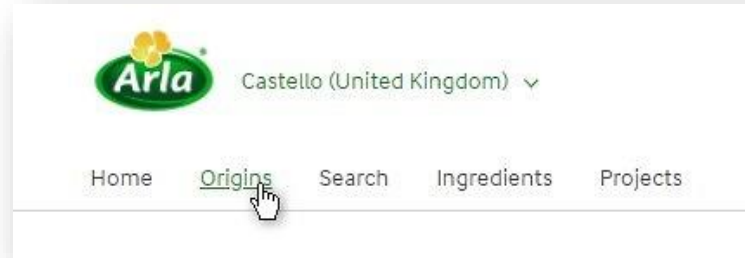 Arla
Castello (United Kingdom)
Home Origins Search Ingredients Projects